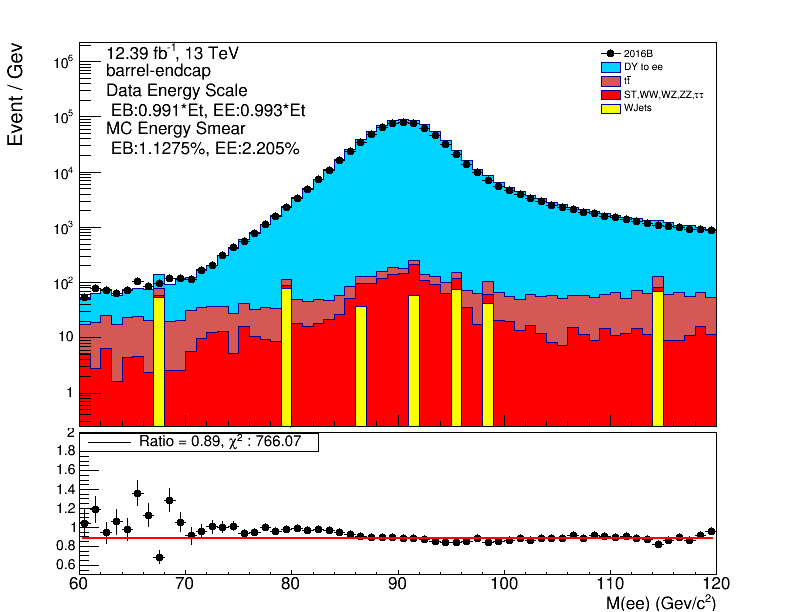 12.39 fb⁻¹, 13 TeV
barrel-endcap
Data Energy Scale
EB:0.991*Et, EE:0.993*Et
MC Energy Smear
EB:1.1275%, EE:2.205%
2016B
DY to ee
tt̅
ST,WW,WZ,ZZ,ττ
WJets
Event / Gev
10⁶
10⁵
10⁴
10³
10²
10
1
Ratio = 0.89, χ² : 766.07
2
1.8
1.6
1.4
1.2
1
0.8
0.6
60 70 80 90 100 110 120
M(ee) (Gev/c²)